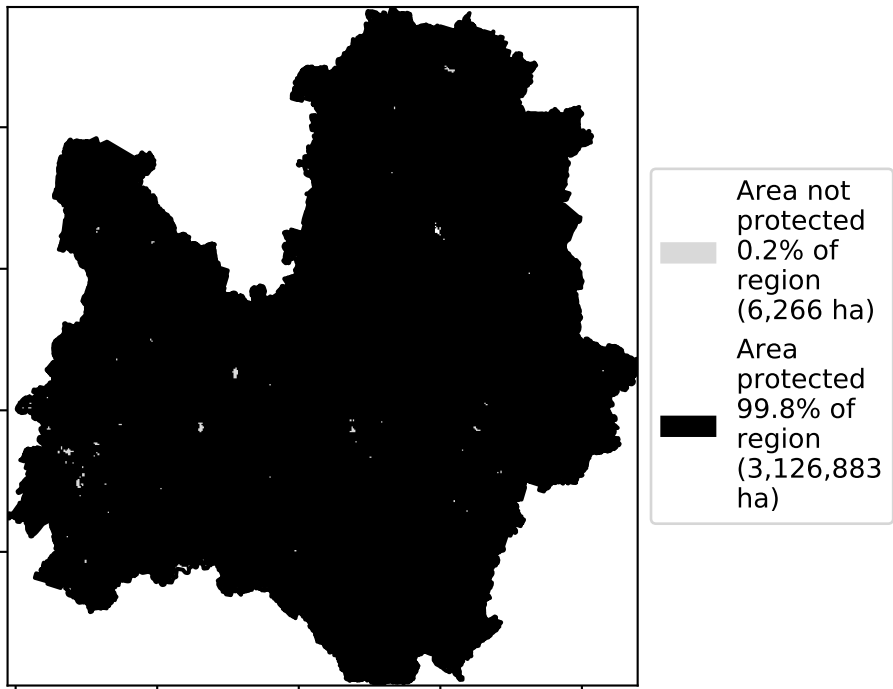 Area not
protected
0.2% of
region
(6,266 ha)
Area
protected
99.8% of
region
(3,126,883
ha)